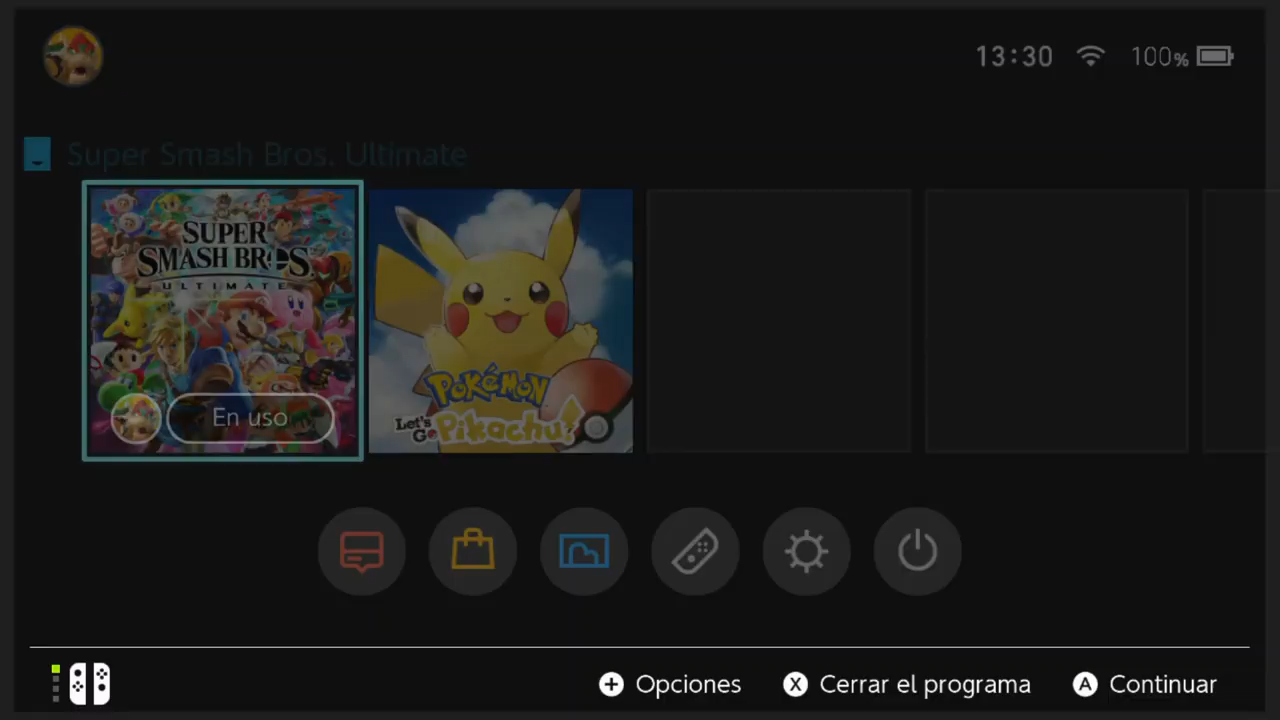 13:30 100%
Super Smash Bros. Ultimate
SUPER
SMASH BROS.
ULTIMATE
En uso
POKÉMON
Let's Go Pikachu!
+ Opciones X Cerrar el programa A Continuar